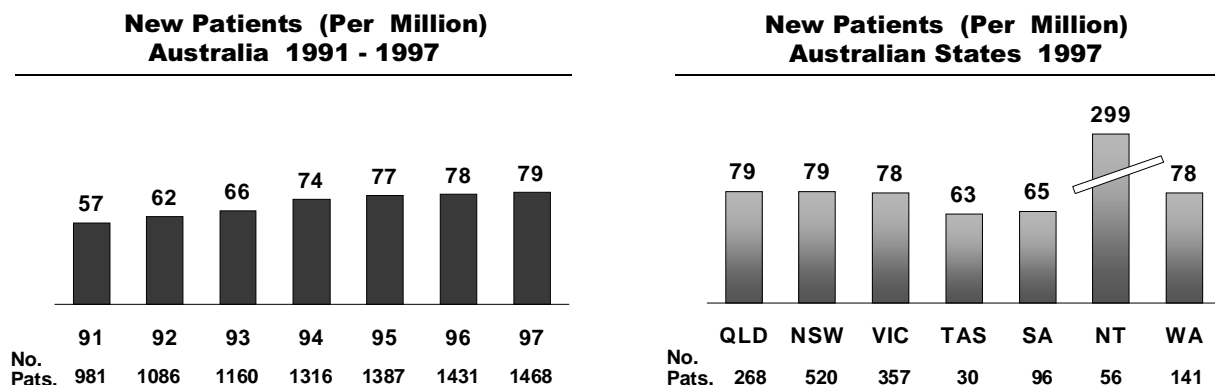 New Patients (Per Million)
Australia 1991 - 1997
57 62 66 74 77 78 79
91 92 93 94 95 96 97
No.
Pats. 981 1086 1160 1316 1387 1431 1468
New Patients (Per Million)
Australian States 1997
79 79 78 63 65 299 78
QLD NSW VIC TAS SA NT WA
No.
Pats. 268 520 357 30 96 56 141